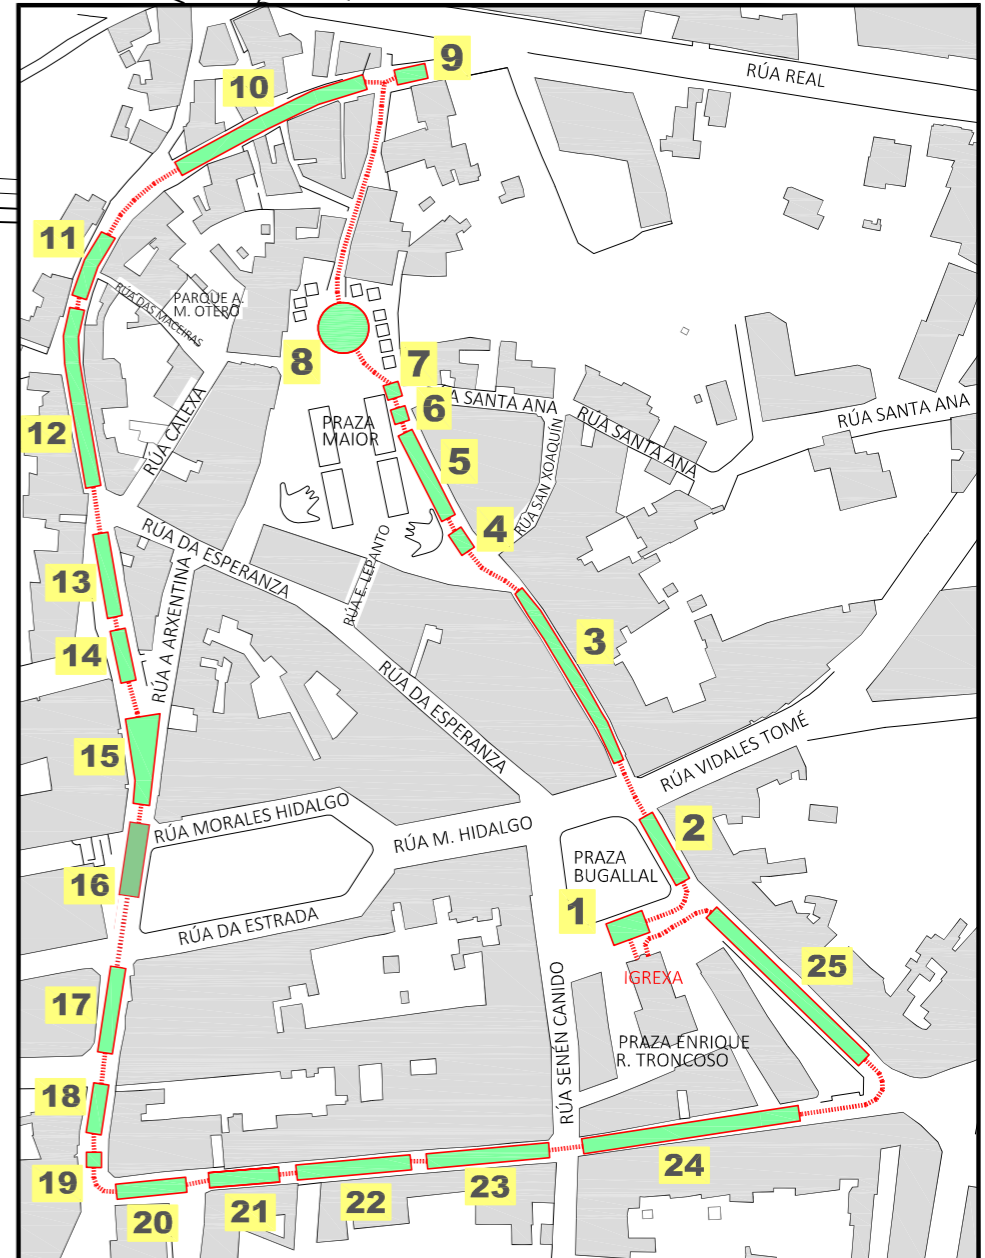 9
RÚA REAL
10
11
PARQUE A.
M. OTERO
RÚA DAS MACEIRAS
8
7
RÚA SANTA ANA
6
RÚA SANTA ANA
RÚA SANTA ANA
12
RÚA CALEXA
PRAZA
MAIOR
5
RÚA SAN XOAQUÍN
4
RÚA DA ESPERANZA
RÚA E. LEPANTO
13
RÚA A ARXENTINA
14
3
RÚA DA ESPERANZA
15
RÚA VIDALES TOMÉ
RÚA MORALES HIDALGO
RÚA M. HIDALGO
2
PRAZA
BUGALLAL
16
1
RÚA DA ESTRADA
25
IGREXA
17
RÚA SENÉN CANIDO
PRAZA ENRIQUE
R. TRONCOSO
18
19
24
23
22
21
20